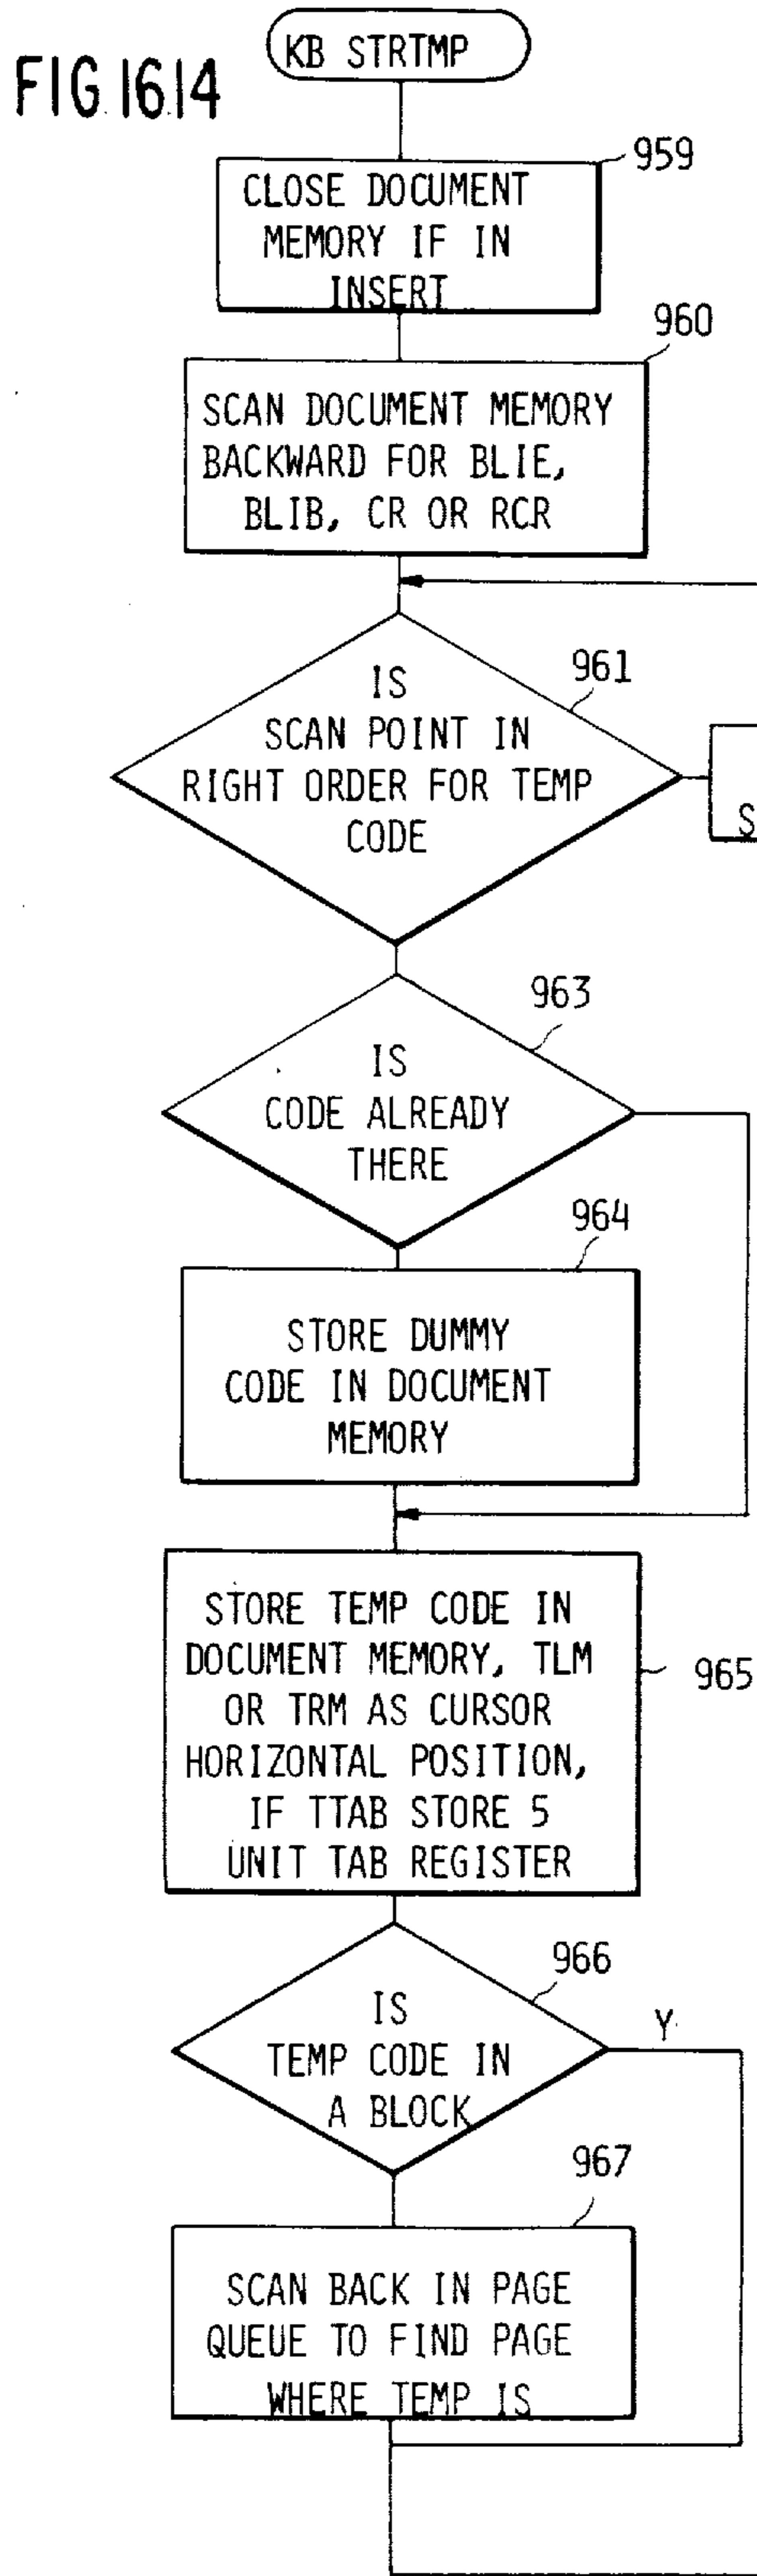 FIG 16.14
KB STRTMP
959
CLOSE DOCUMENT
MEMORY IF IN
INSERT
960
SCAN DOCUMENT MEMORY
BACKWARD FOR BLIE,
BLIB, CR OR RCR
961
IS
SCAN POINT IN
RIGHT ORDER FOR TEMP
CODE
S
963
IS
CODE ALREADY
THERE
964
STORE DUMMY
CODE IN DOCUMENT
MEMORY
965
STORE TEMP CODE IN
DOCUMENT MEMORY, TLM
OR TRM AS CURSOR
HORIZONTAL POSITION,
IF TTAB STORE 5
UNIT TAB REGISTER
966
Y
IS
TEMP CODE IN
A BLOCK
967
SCAN BACK IN PAGE
QUEUE TO FIND PAGE
WHERE TEMP IS